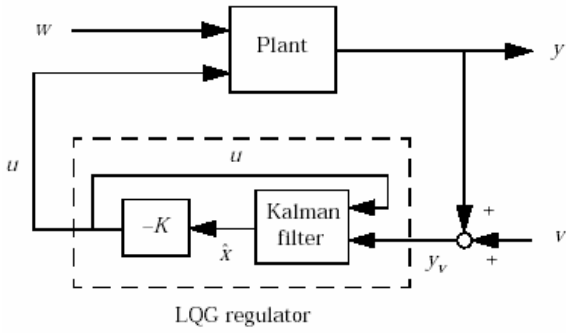 w
Plant
y
u
u
-K
Kalman
filter
x̂
y_v
+
+
v
LQG regulator